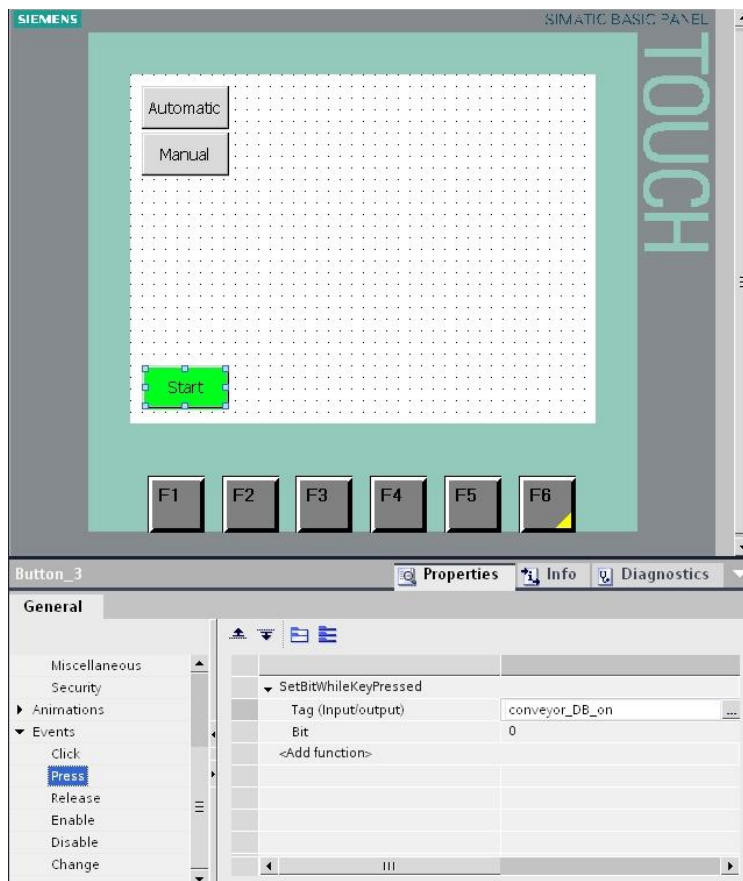 SIEMENS
SIMATIC BASIC PANEL
TOUCH
Automatic
Manual
Start
F1 F2 F3 F4 F5 F6
Button_3
Properties Info Diagnostics
General
Miscellaneous
Security
Animations
Events
Click
Press
Release
Enable
Disable
Change
SetBitWhileKeyPressed
Tag (Input/output) conveyor_DB_on ...
Bit 0
<Add function>